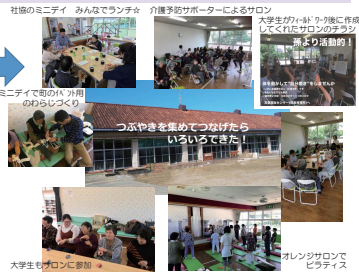 社協のミニデイ　みんなでランチ☆
介護予防サポーターによるサロン
大学生がﾌｨｰﾙﾄﾞﾜｰｸ後に作成
してくれたサロンのチラシ
孫より活動的！
ミニデイで町のｲﾍﾞﾝﾄ用
のわらじづくり
つぶやきを集めてつなげたら
いろいろできた！
大学生もサロンに参加
オレンジサロンで
ピラティス